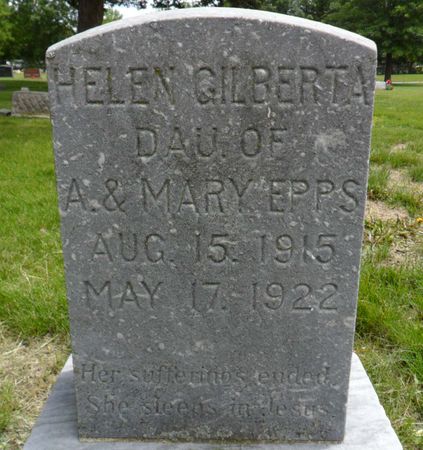 HELEN GILBERTA
DAU. OF
A. & MARY EPPS
AUG. 15. 1915
MAY 17. 1922
Her sufferings ended.
She sleeps in Jesus